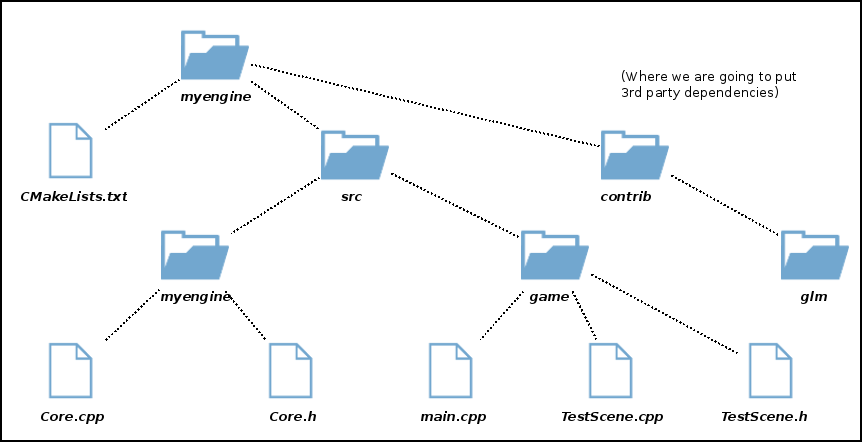 (Where we are going to put
3rd party dependencies)
myengine
CMakeLists.txt
src
contrib
myengine
game
glm
Core.cpp
Core.h
main.cpp
TestScene.cpp
TestScene.h